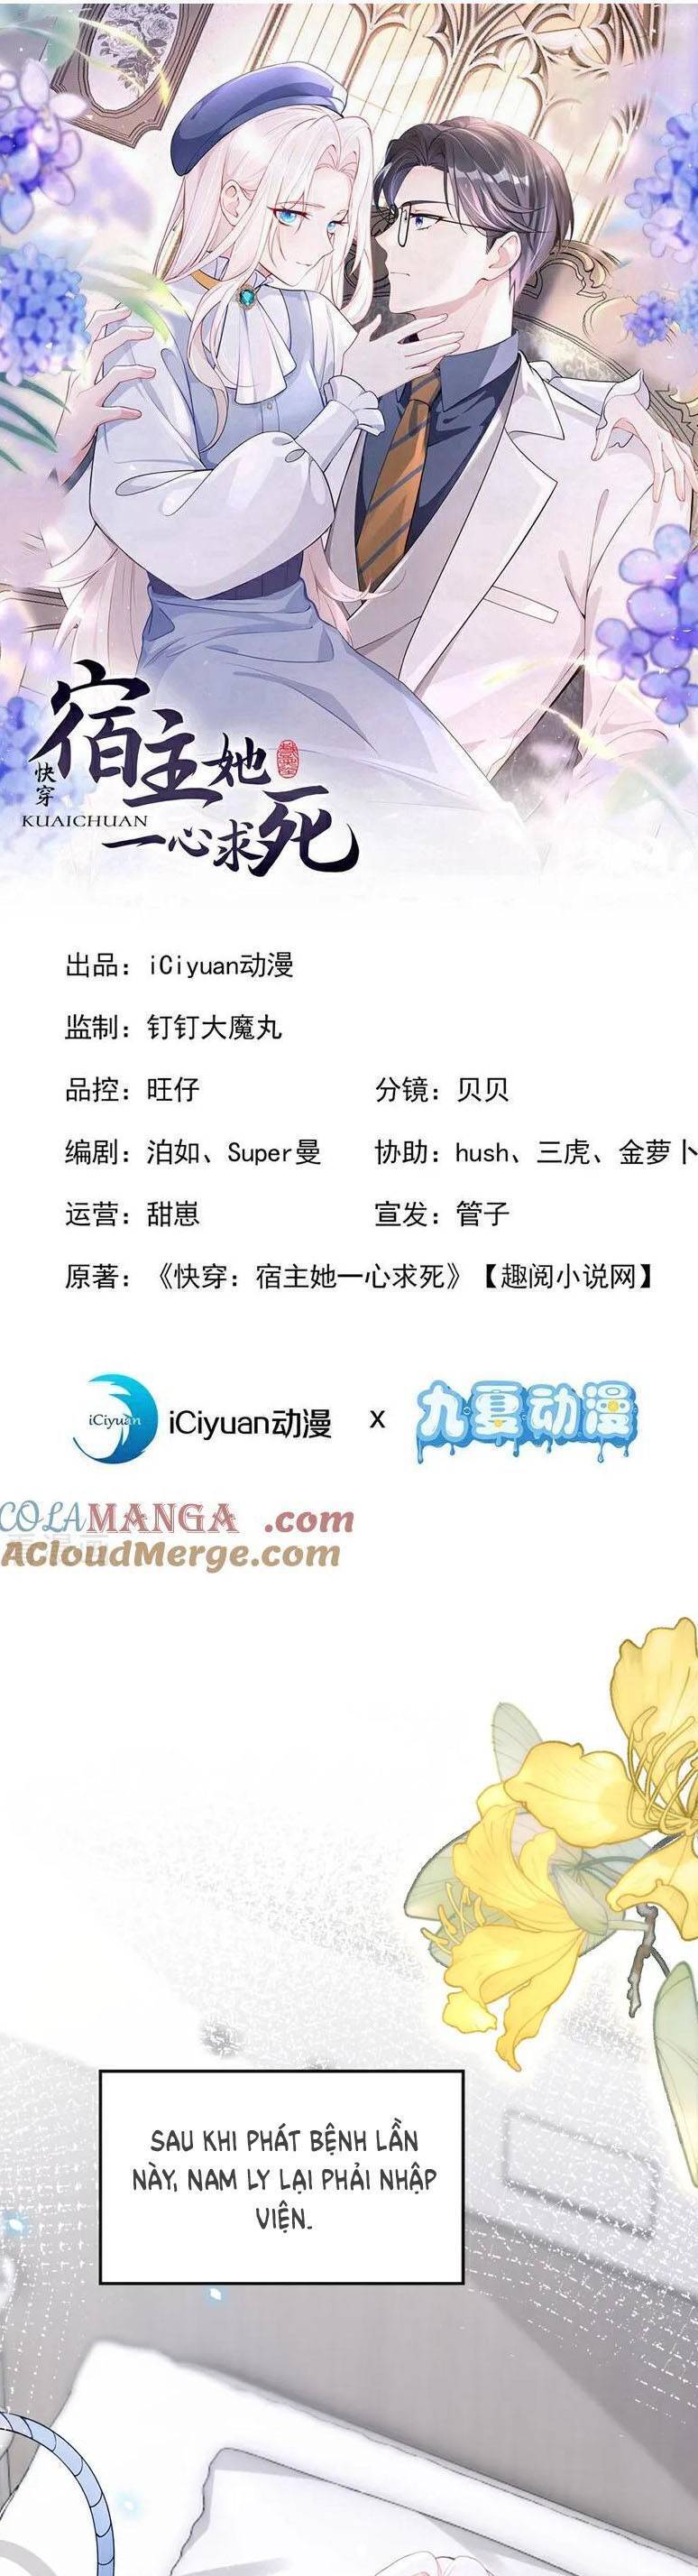 快穿
宿主她
KUAICHUAN
一心求死
出品：iCiyuan动漫
监制：钉钉大魔丸
品控：旺仔 分镜：贝贝
编剧：泊如、Super曼 协助：hush、三虎、金萝卜
运营：甜崽 宣发：管子
原著：《快穿：宿主她一心求死》【趣阅小说网】
iCiyuan iCiyuan动漫 x 九夏动漫
COLAMANGA .com
AcloudMerge.com
SAU KHI PHÁT BỆNH LẦN
NÀY, NAM LY LẠI PHẢI NHẬP
VIỆN.